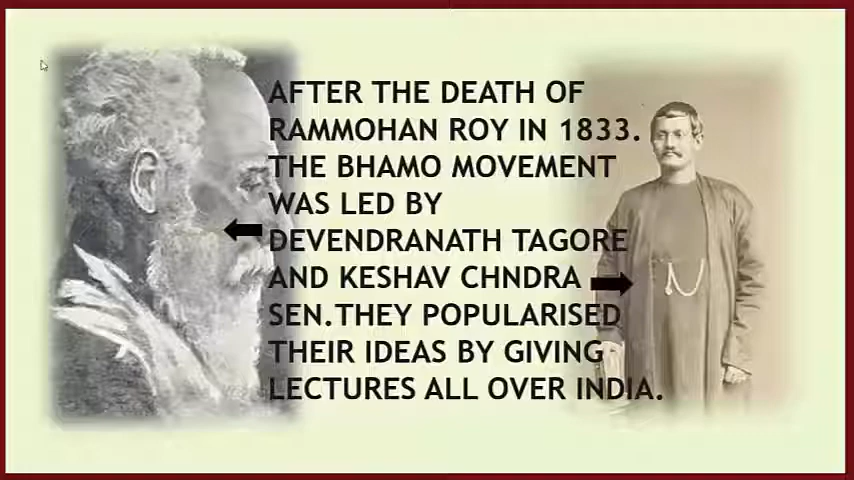 AFTER THE DEATH OF
RAMMOHAN ROY IN 1833.
THE BHAMO MOVEMENT
WAS LED BY
DEVENDRANATH TAGORE
AND KESHAV CHNDRA
SEN.THEY POPULARISED
THEIR IDEAS BY GIVING
LECTURES ALL OVER INDIA.